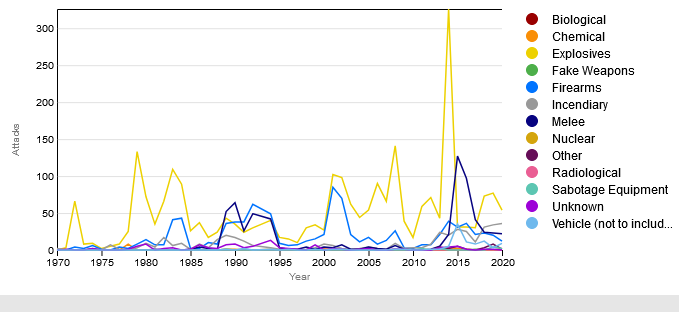 300
250
200
150
100
50
0
Attacks
1970 1975 1980 1985 1990 1995 2000 2005 2010 2015 2020
Year
Biological
Chemical
Explosives
Fake Weapons
Firearms
Incendiary
Melee
Nuclear
Other
Radiological
Sabotage Equipment
Unknown
Vehicle (not to includ...